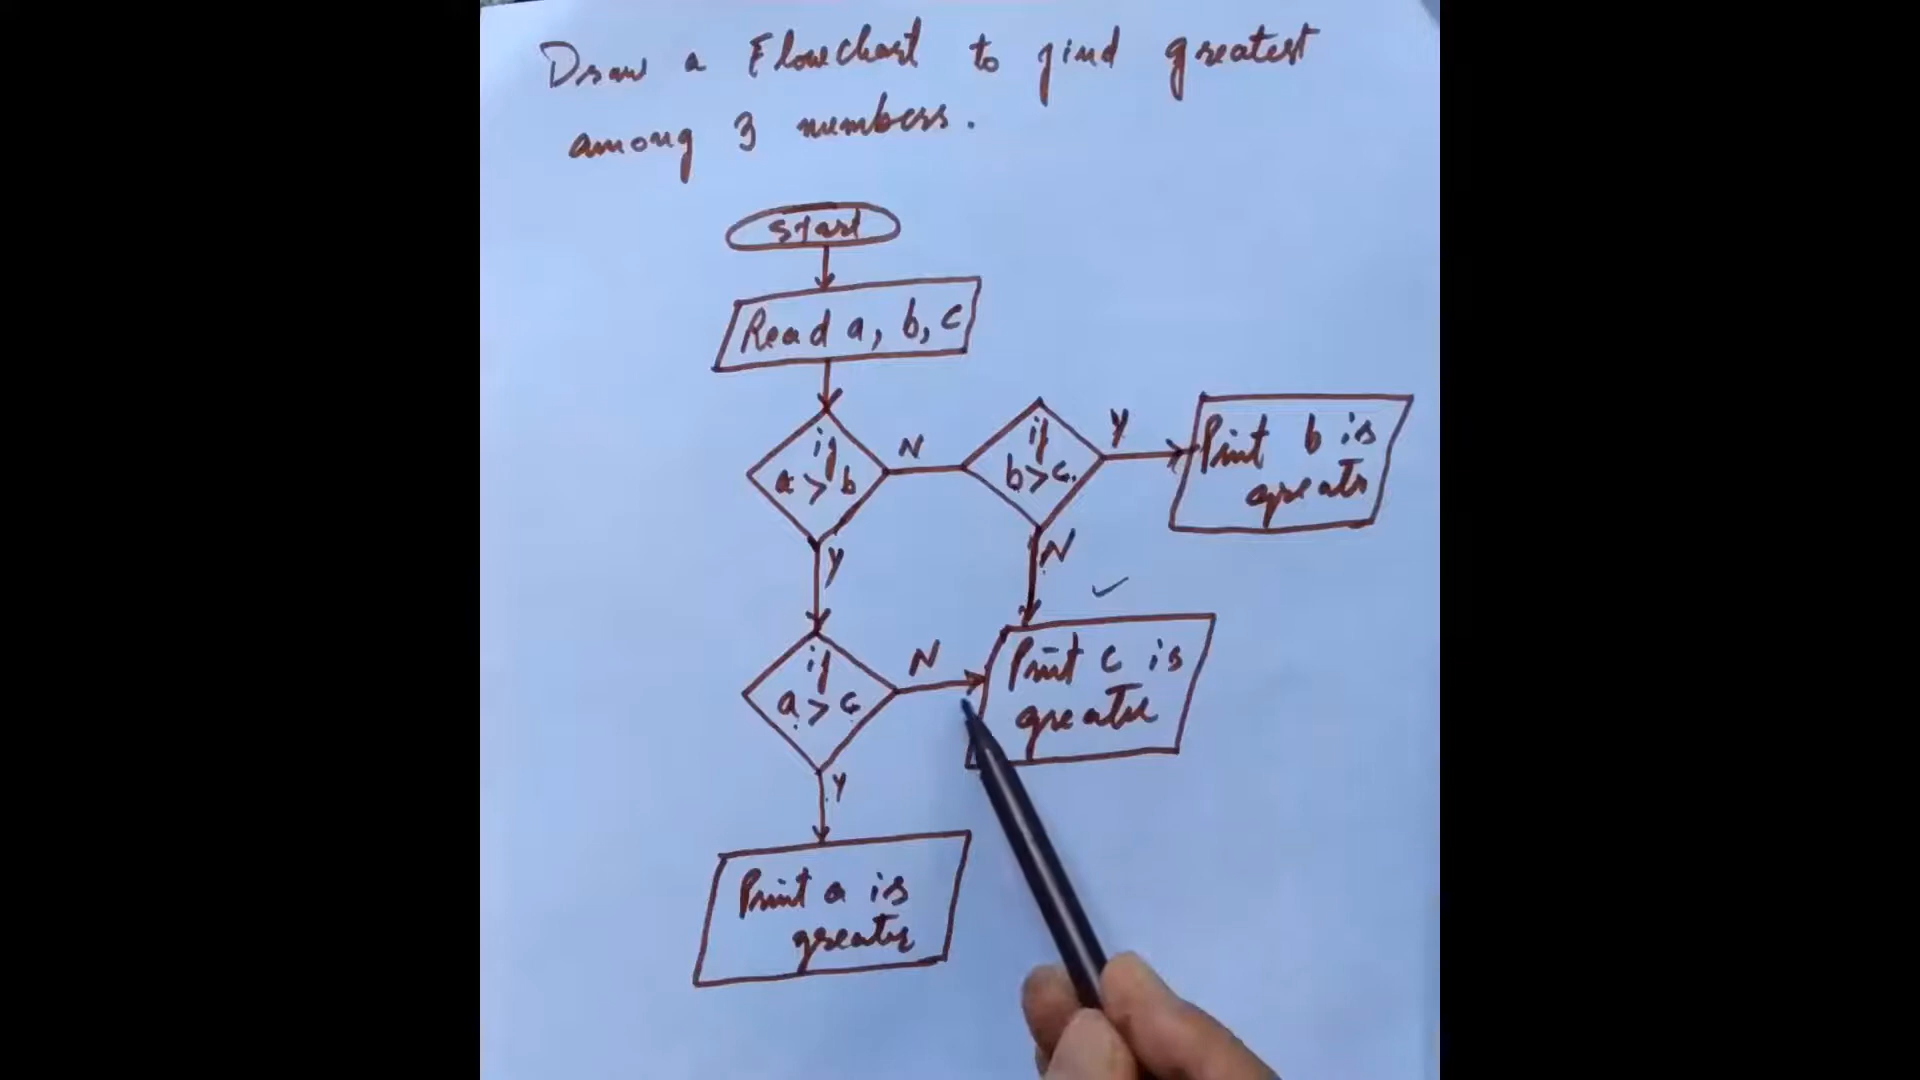 Draw a Flowchart to find greatest
among 3 numbers.
Start
Read a, b, c
if
a > b
N
if
b > c
Y
Print b is
greater
Y
N
if
a > c
N
Print c is
greater
Y
Print a is
greater